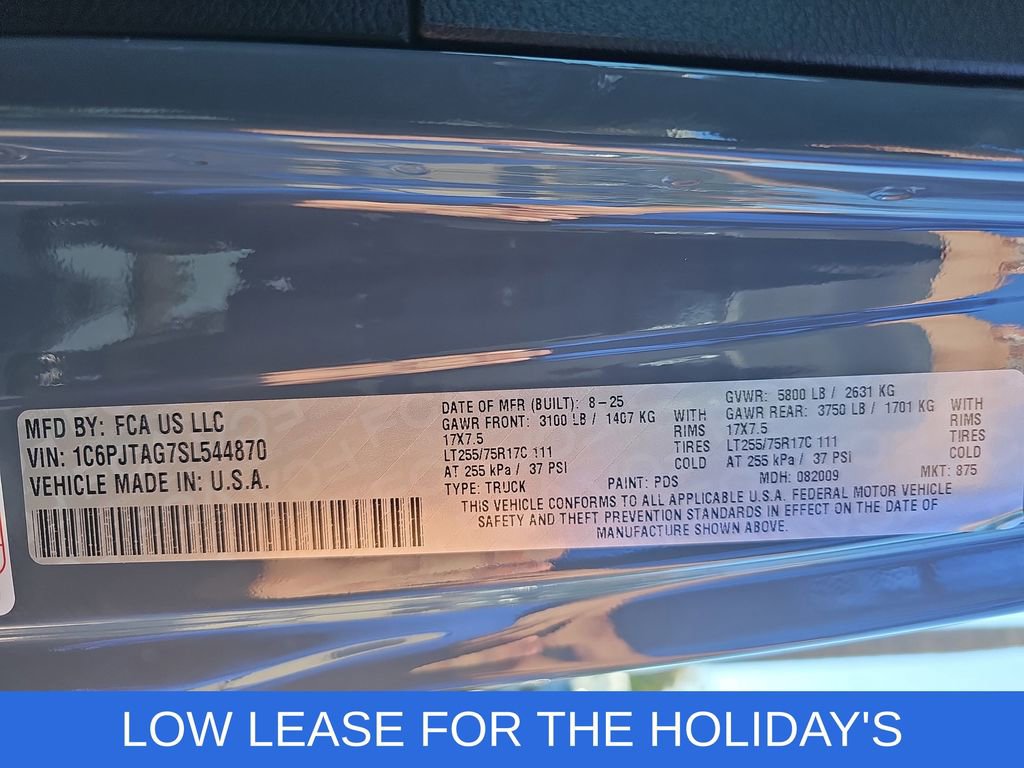 MFD BY: FCA US LLC
VIN: 1C6PJTAG7SL544870
VEHICLE MADE IN: U.S.A.
DATE OF MFR (BUILT): 8-25
GAWR FRONT: 3100 LB / 1407 KG
17X7.5
LT255/75R17C 111
AT 255 kPa / 37 PSI
TYPE: TRUCK
WITH
RIMS
TIRES
COLD
GVWR: 5800 LB / 2631 KG
GAWR REAR: 3750 LB / 1701 KG
17X7.5
LT255/75R17C 111
AT 255 kPa / 37 PSI
WITH
RIMS
TIRES
COLD
PAINT: PDS
MDH: 082009
MKT: 875
THIS VEHICLE CONFORMS TO ALL APPLICABLE U.S.A. FEDERAL MOTOR VEHICLE
SAFETY AND THEFT PREVENTION STANDARDS IN EFFECT ON THE DATE OF
MANUFACTURE SHOWN ABOVE.
LOW LEASE FOR THE HOLIDAY'S